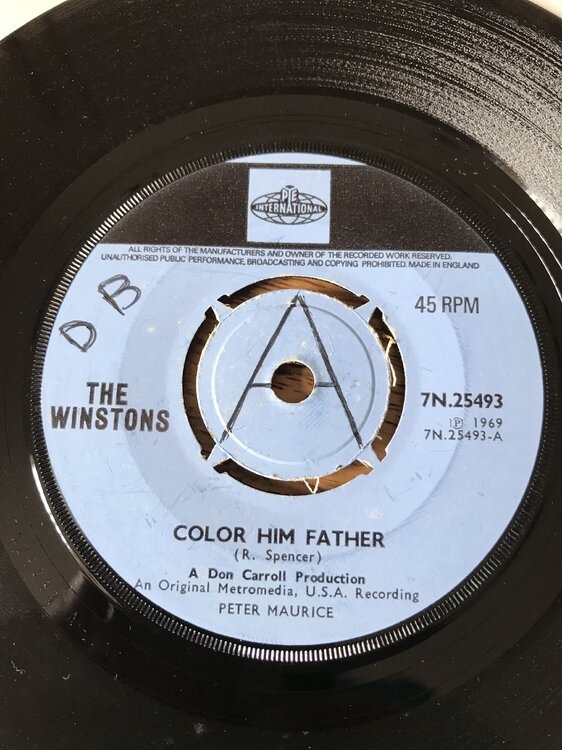 PYE
INTERNATIONAL
ALL RIGHTS OF THE MANUFACTURERS AND OWNER OF THE RECORDED WORK RESERVED.
UNAUTHORISED PUBLIC PERFORMANCE, BROADCASTING AND COPYING PROHIBITED. MADE IN ENGLAND
DB
A
45 RPM
THE
WINSTONS
7N.25493
Ⓟ 1969
7N.25493-A
COLOR HIM FATHER
(R. Spencer)
A Don Carroll Production
An Original Metromedia, U.S.A. Recording
PETER MAURICE